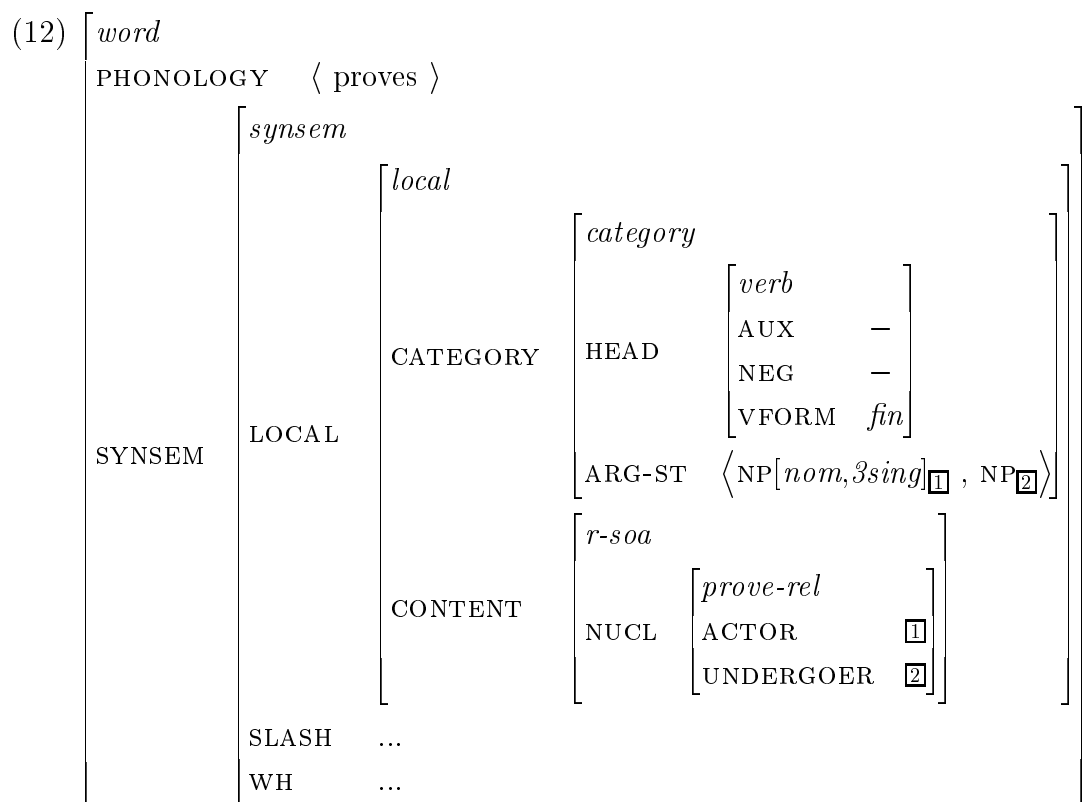 (12) word
PHONOLOGY ⟨ proves ⟩
synsem
local
category
verb
AUX −
HEAD
CATEGORY
NEG −
VFORM fin
LOCAL
SYNSEM
ARG-ST ⟨NP[nom,3sing]1 , NP2⟩
r-soa
prove-rel
CONTENT
NUCL ACTOR 1
UNDERGOER 2
SLASH ...
WH ...